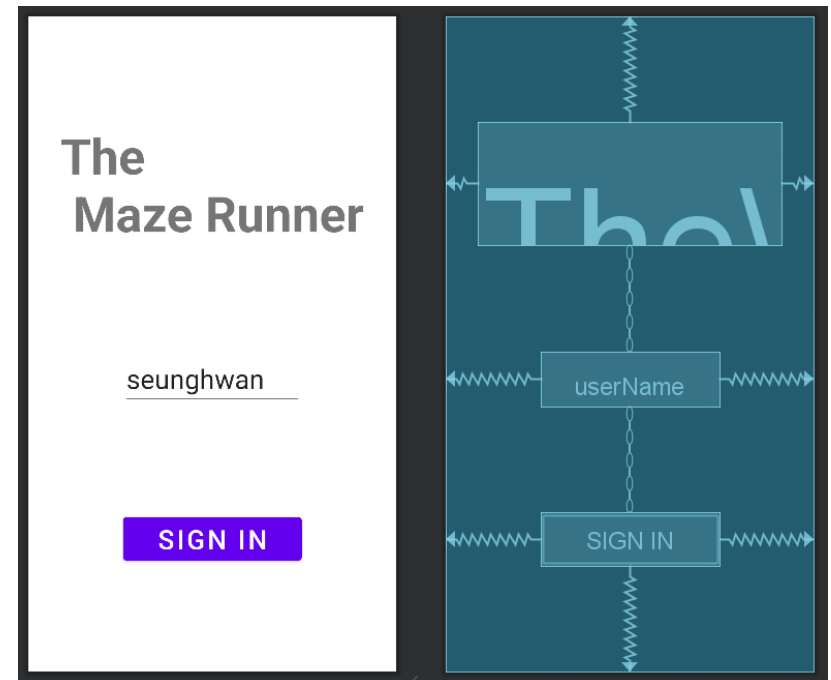 The
Maze Runner
seunghwan
SIGN IN
The\
userName
SIGN IN